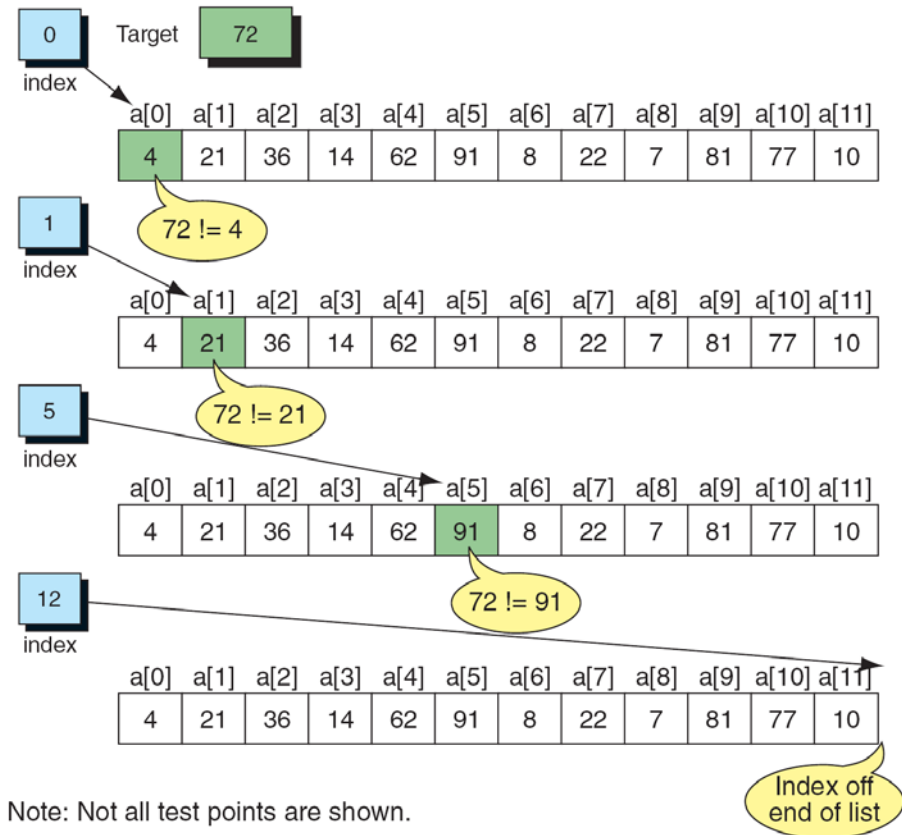 0 Target 72
index
a[0] a[1] a[2] a[3] a[4] a[5] a[6] a[7] a[8] a[9] a[10] a[11]
4 21 36 14 62 91 8 22 7 81 77 10
72 != 4
1
index
a[0] a[1] a[2] a[3] a[4] a[5] a[6] a[7] a[8] a[9] a[10] a[11]
4 21 36 14 62 91 8 22 7 81 77 10
72 != 21
5
index
a[0] a[1] a[2] a[3] a[4] a[5] a[6] a[7] a[8] a[9] a[10] a[11]
4 21 36 14 62 91 8 22 7 81 77 10
72 != 91
12
index
a[0] a[1] a[2] a[3] a[4] a[5] a[6] a[7] a[8] a[9] a[10] a[11]
4 21 36 14 62 91 8 22 7 81 77 10
Index off
end of list
Note: Not all test points are shown.